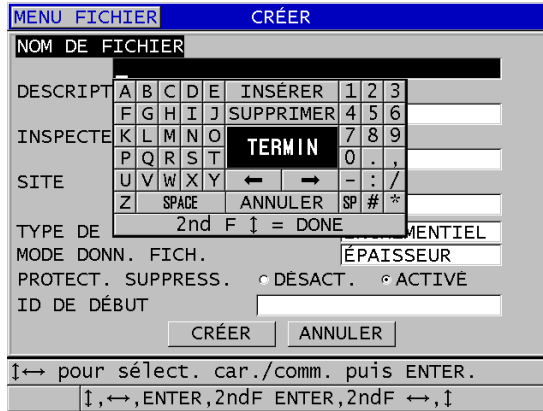 MENU FICHIER CRÉER
NOM DE FICHIER
DESCRIPT
A B C D E INSÉRER 1 2 3
F G H I J SUPPRIMER 4 5 6
INSPECTE
K L M N O TERMIN 7 8 9
P Q R S T 0 . ,
SITE
U V W X Y ← → - : /
Z SPACE ANNULER SP # *
2nd F ↕ = DONE
TYPE DE INCRÉMENTIEL
MODE DONN. FICH. ÉPAISSEUR
PROTECT. SUPPRESS. DÉSACT. ACTIVÉ
ID DE DÉBUT
CRÉER ANNULER
↕↔ pour sélect. car./comm. puis ENTER.
↕,↔,ENTER,2ndF ENTER,2ndF ↔,↕